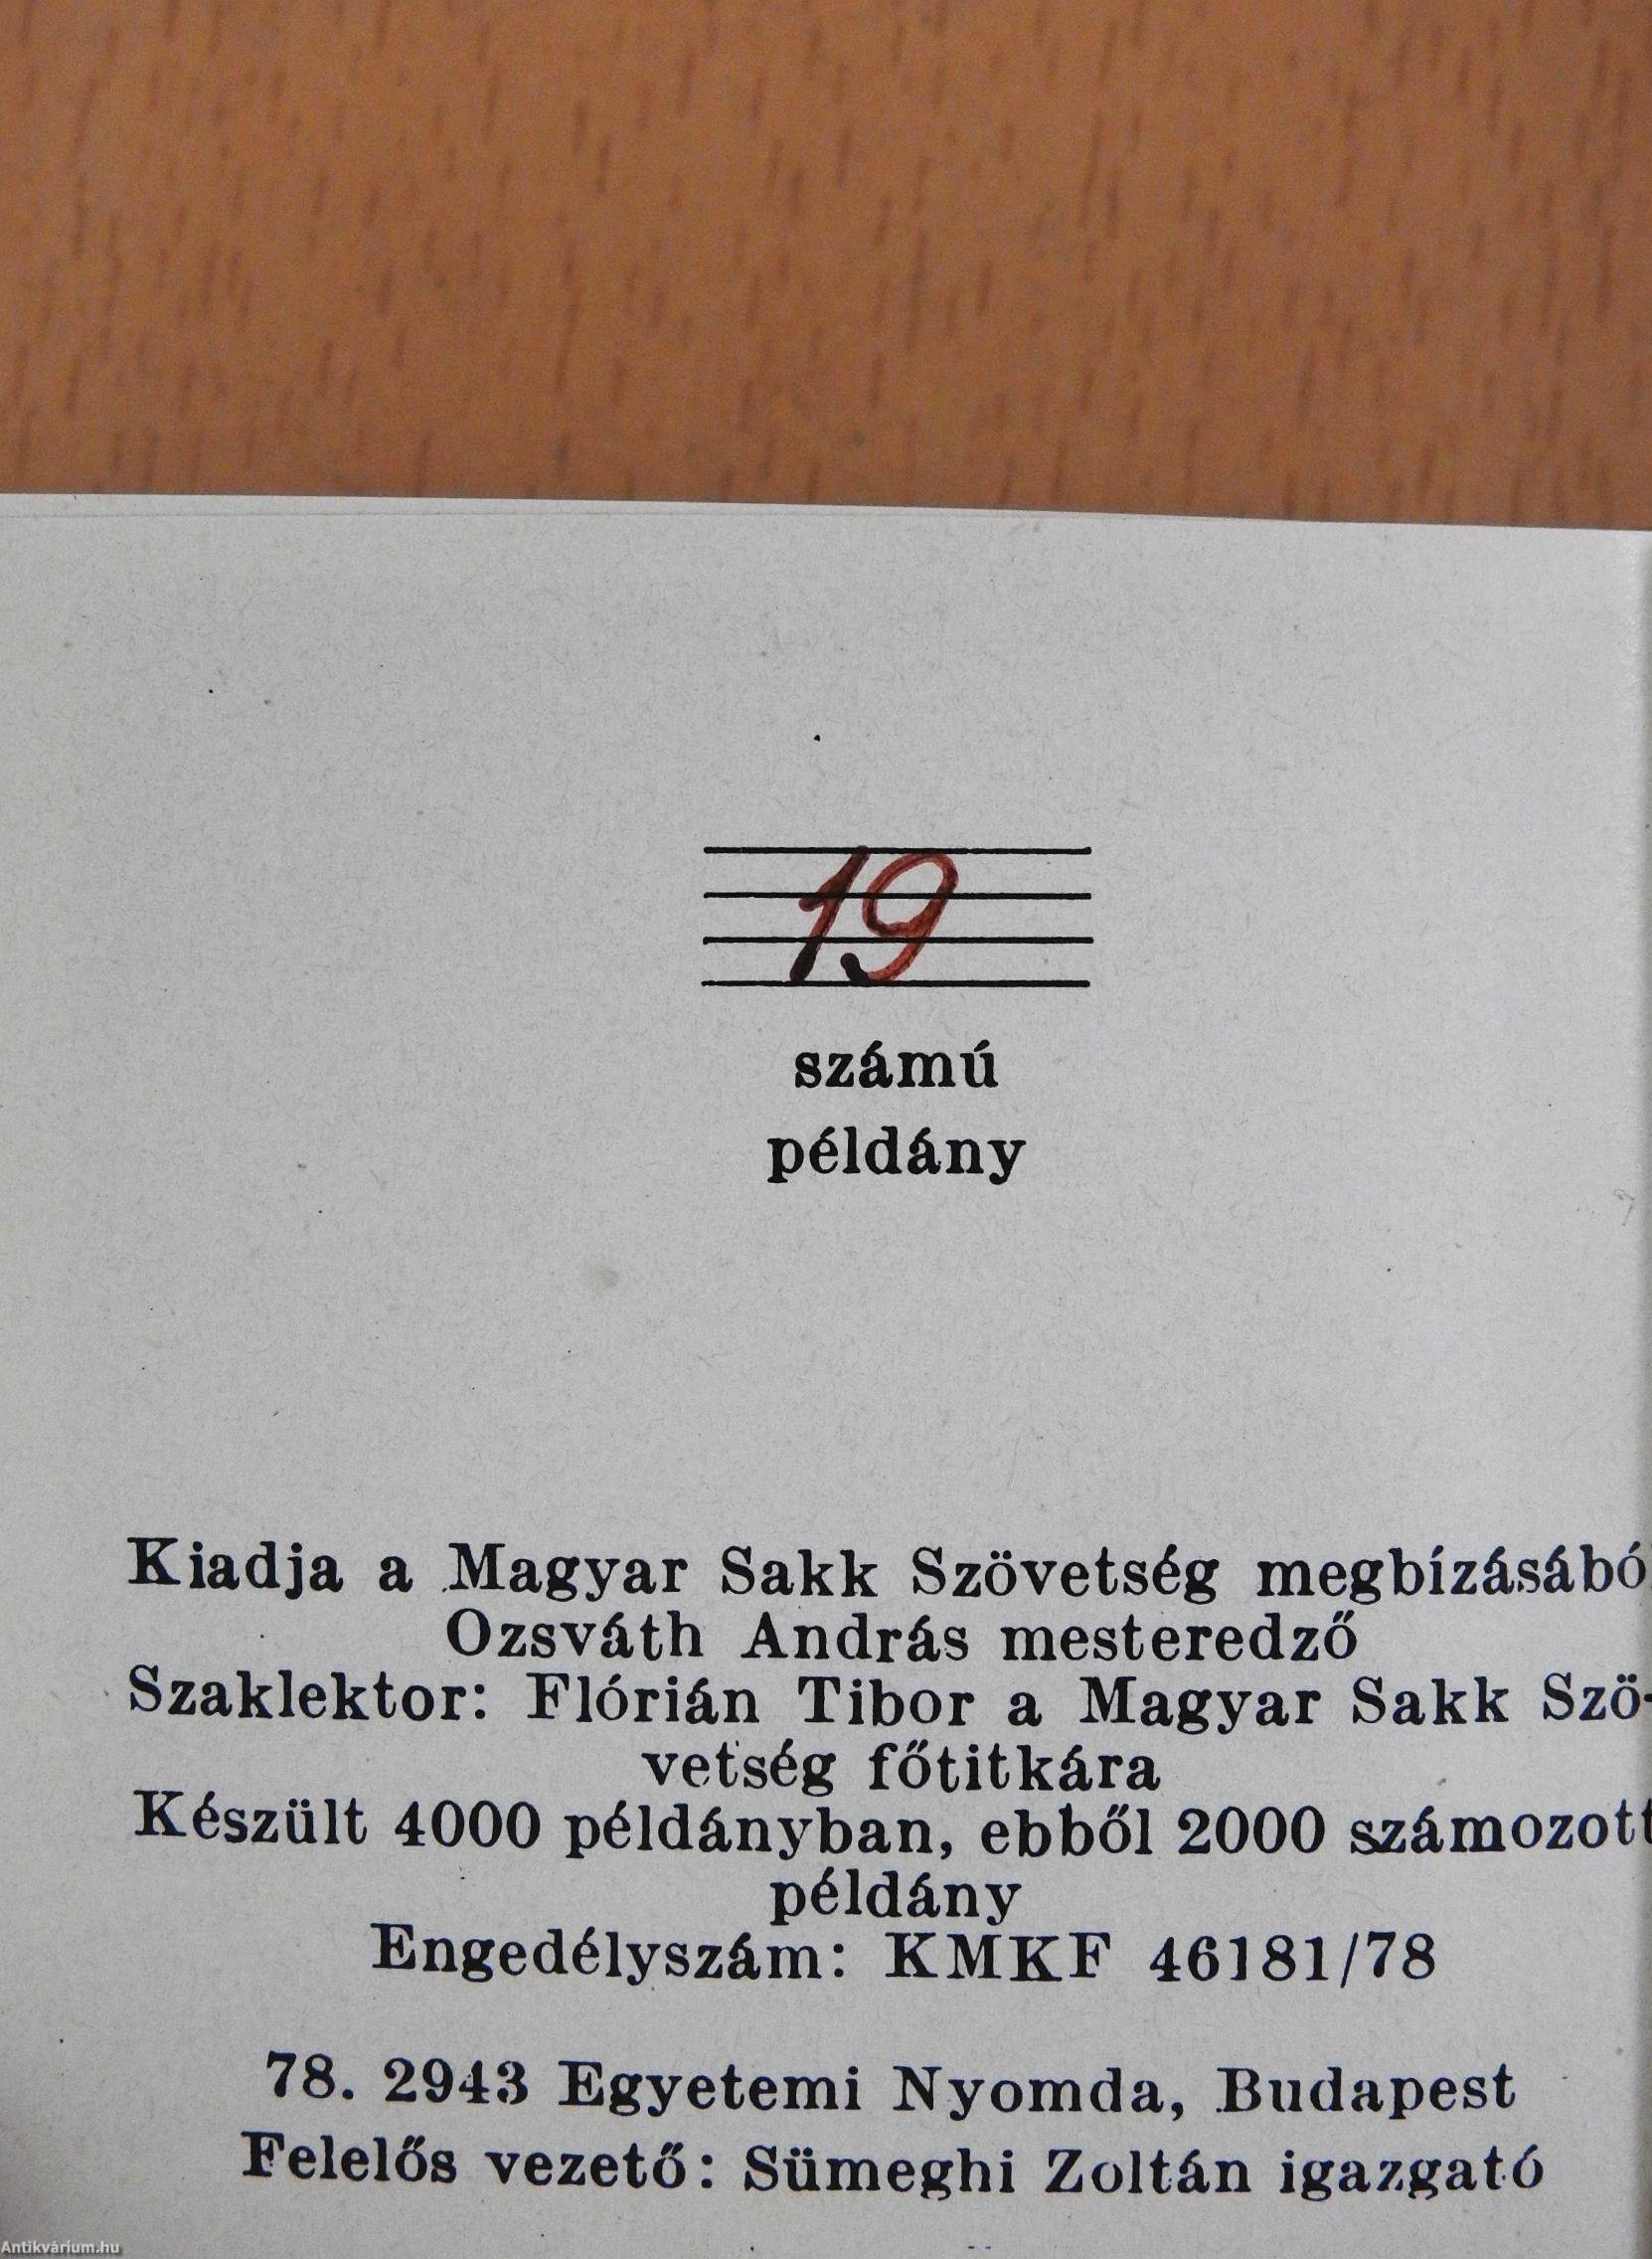 19
számú
példány
Kiadja a Magyar Sakk Szövetség megbízásábó
Ozsváth András mesteredző
Szaklektor: Flórián Tibor a Magyar Sakk Szö-
vetség főtitkára
Készült 4000 példányban, ebből 2000 számozott
példány
Engedélyszám: KMKF 46181/78
78. 2943 Egyetemi Nyomda, Budapest
Felelős vezető: Sümeghi Zoltán igazgató
Antikvárium.hu